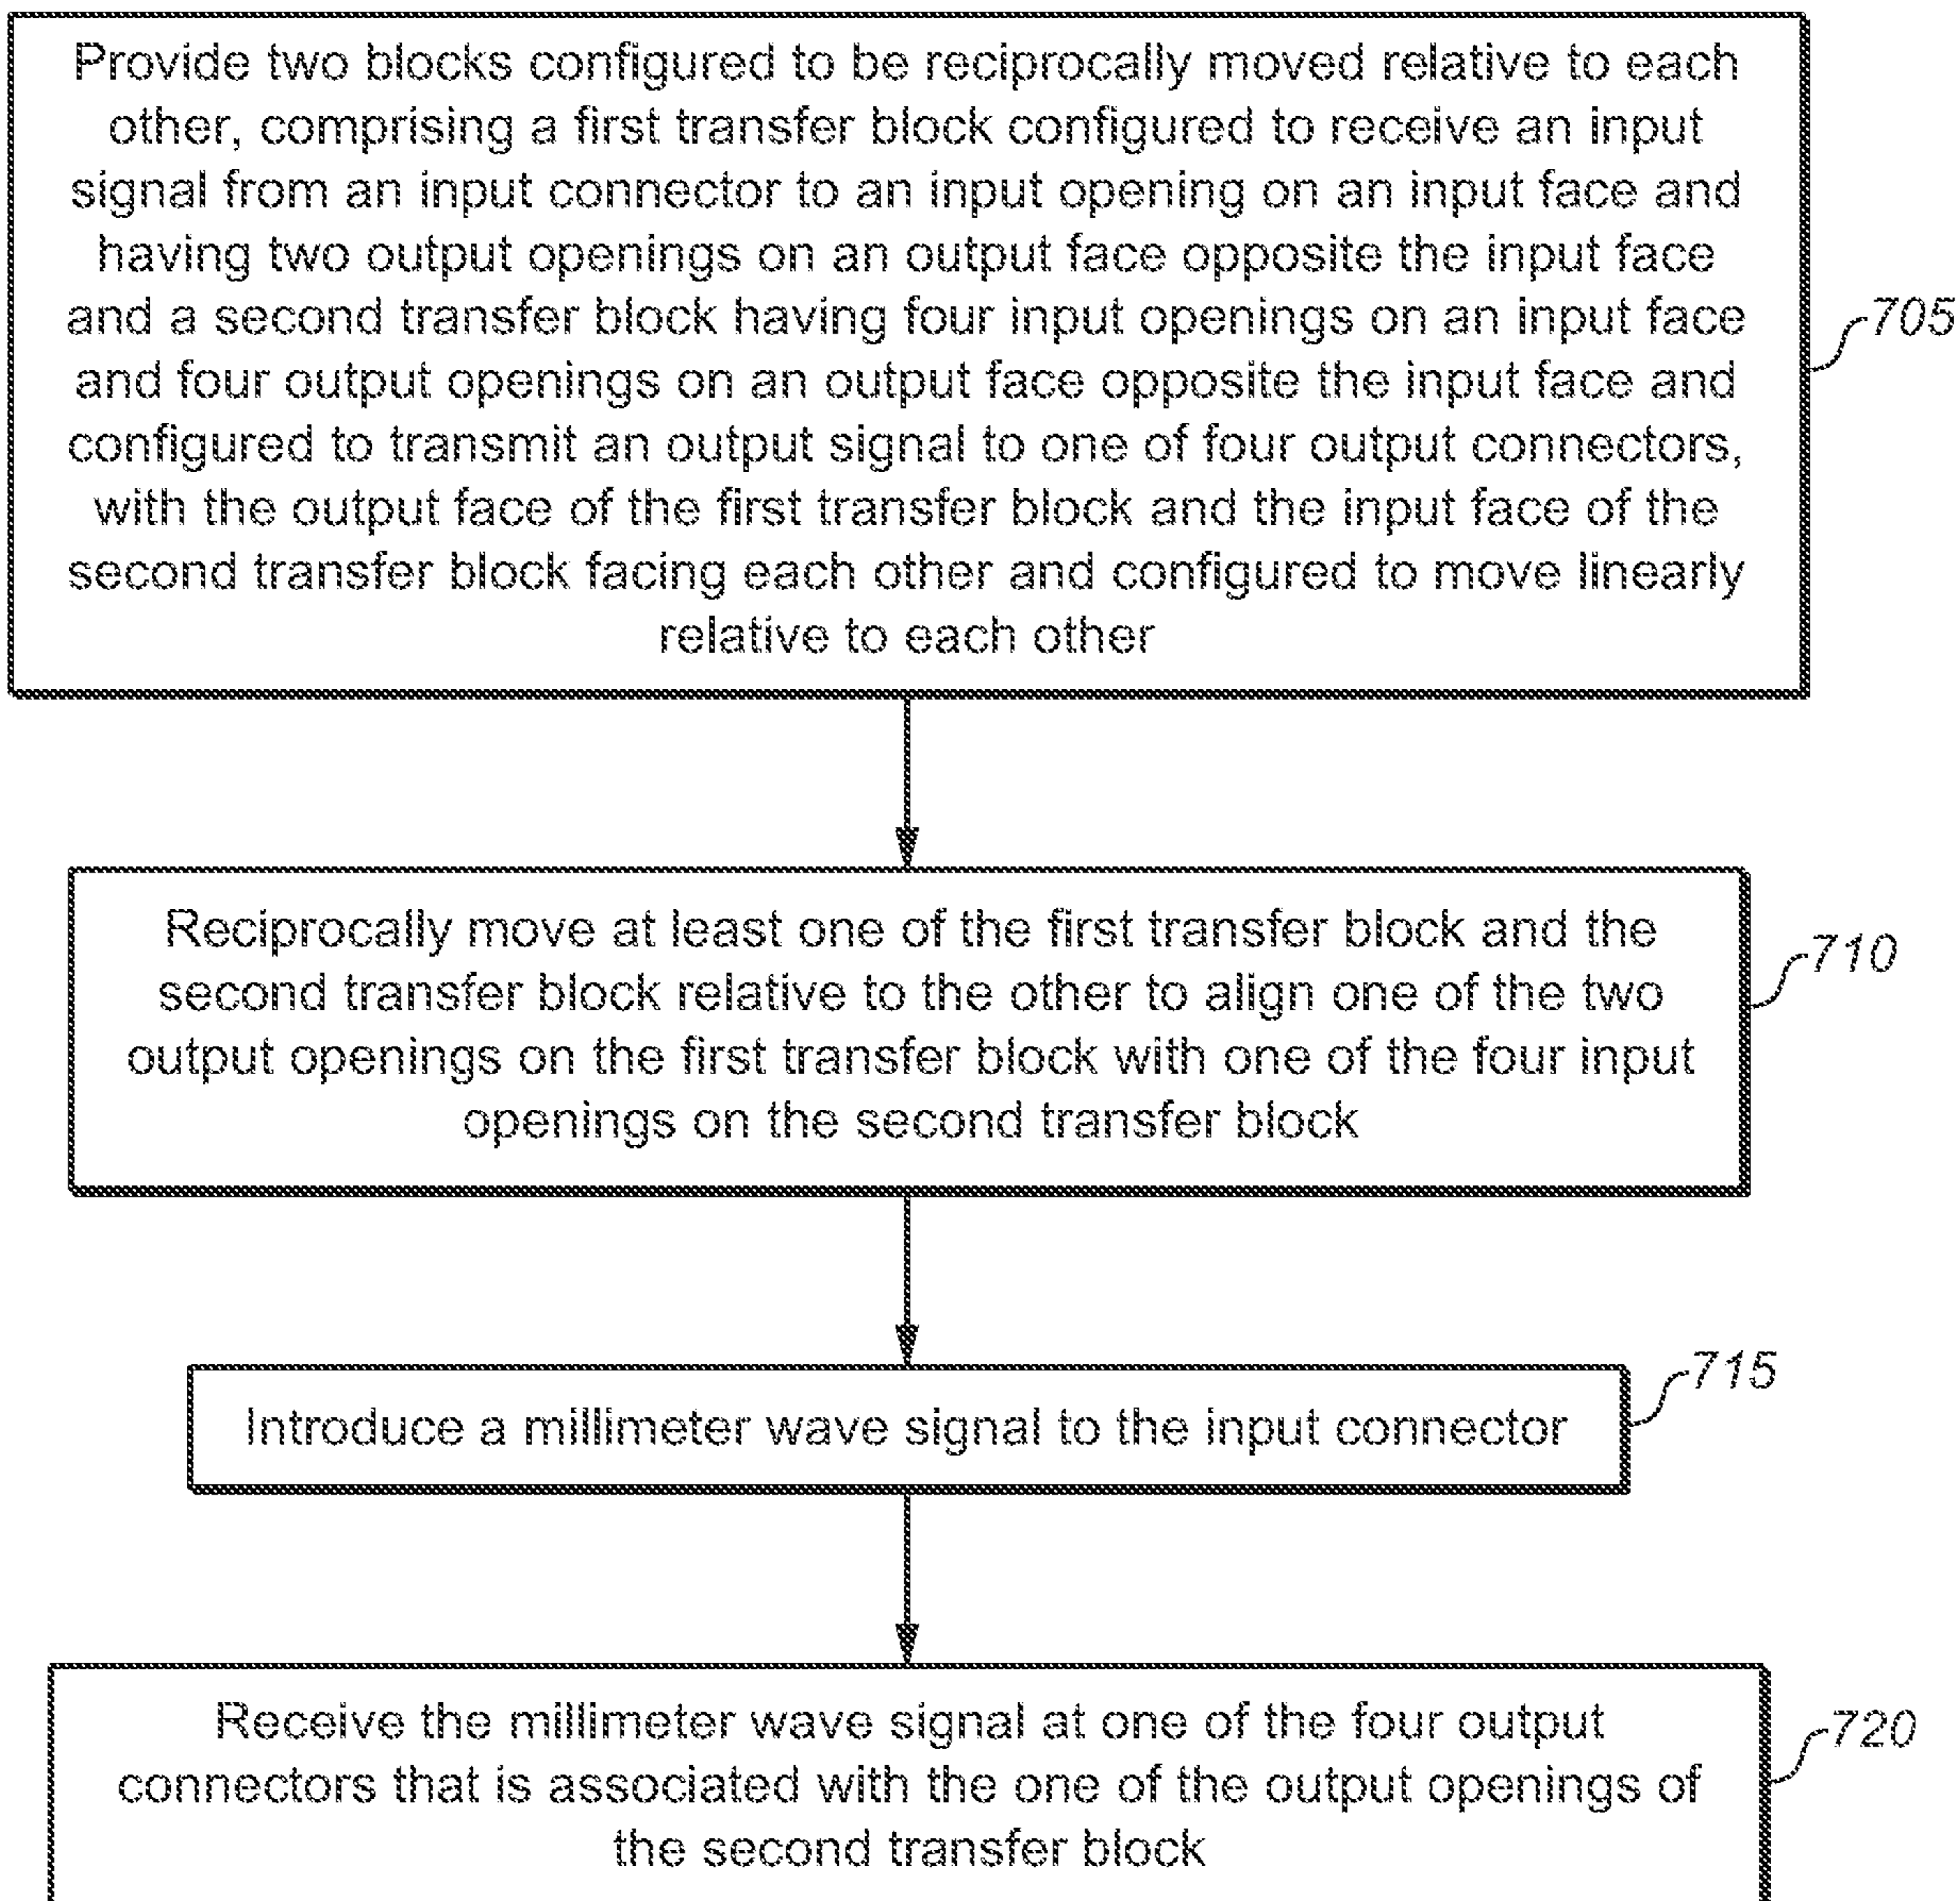 Provide two blocks configured to be reciprocally moved relative to each
other, comprising a first transfer block configured to receive an input
signal from an input connector to an input opening on an input face and
having two output openings on an output face opposite the input face
and a second transfer block having four input openings on an input face
and four output openings on an output face opposite the input face and
configured to transmit an output signal to one of four output connectors,
with the output face of the first transfer block and the input face of the
second transfer block facing each other and configured to move linearly
relative to each other
705
Reciprocally move at least one of the first transfer block and the
second transfer block relative to the other to align one of the two
output openings on the first transfer block with one of the four input
openings on the second transfer block
710
Introduce a millimeter wave signal to the input connector
715
Receive the millimeter wave signal at one of the four output
connectors that is associated with the one of the output openings of
the second transfer block
720